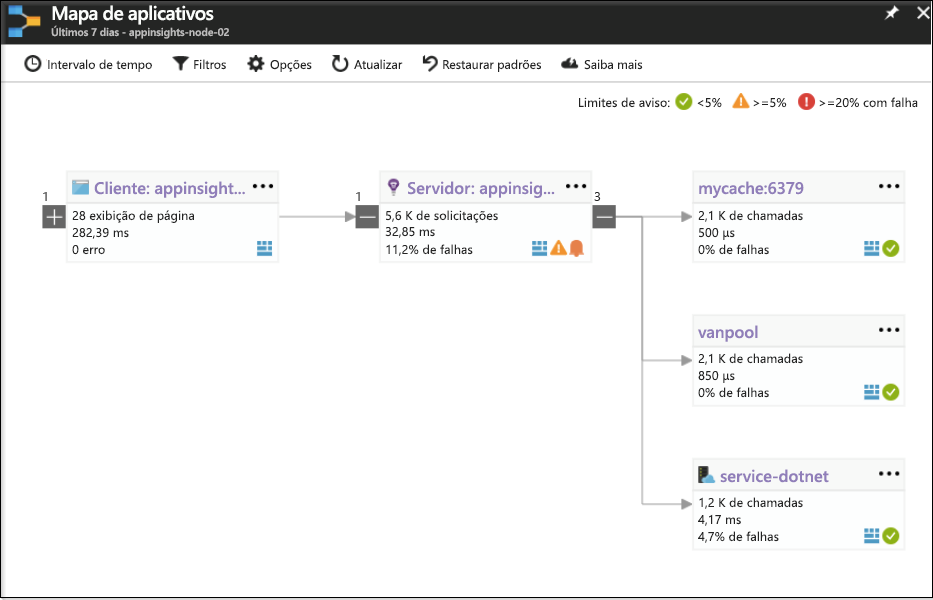 Mapa de aplicativos
Últimos 7 dias - appinsights-node-02
Intervalo de tempo
Filtros
Opções
Atualizar
Restaurar padrões
Saiba mais
Limites de aviso: <5% >=5% >=20% com falha
1
Cliente: appinsight...
28 exibição de página
282,39 ms
0 erro
1
Servidor: appinsig...
5,6 K de solicitações
32,85 ms
11,2% de falhas
3
mycache:6379
2,1 K de chamadas
500 µs
0% de falhas
vanpool
2,1 K de chamadas
850 µs
0% de falhas
service-dotnet
1,2 K de chamadas
4,17 ms
4,7% de falhas